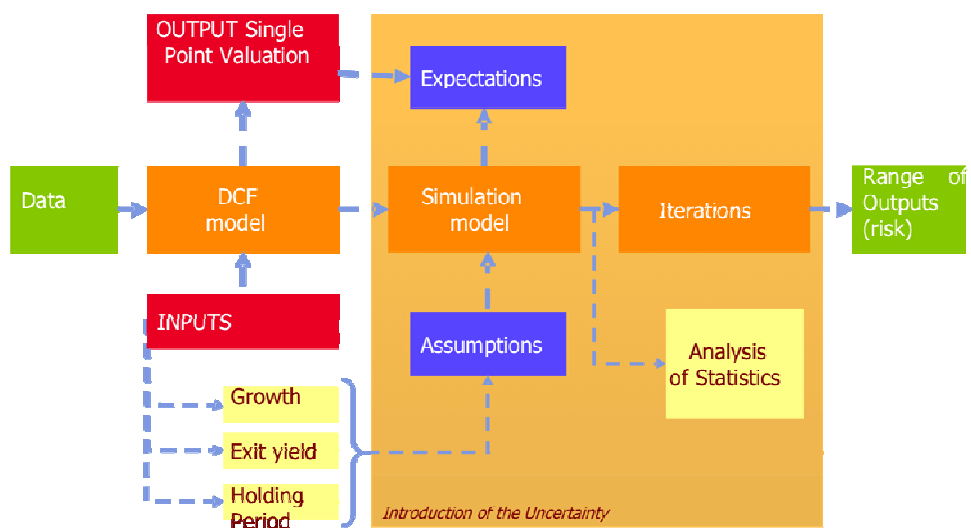 OUTPUT Single
Point Valuation
Expectations
Data
DCF
model
Simulation
model
Iterations
Range of
Outputs
(risk)
INPUTS
Assumptions
Analysis
of Statistics
Growth
Exit yield
Holding
Period
Introduction of the Uncertainty